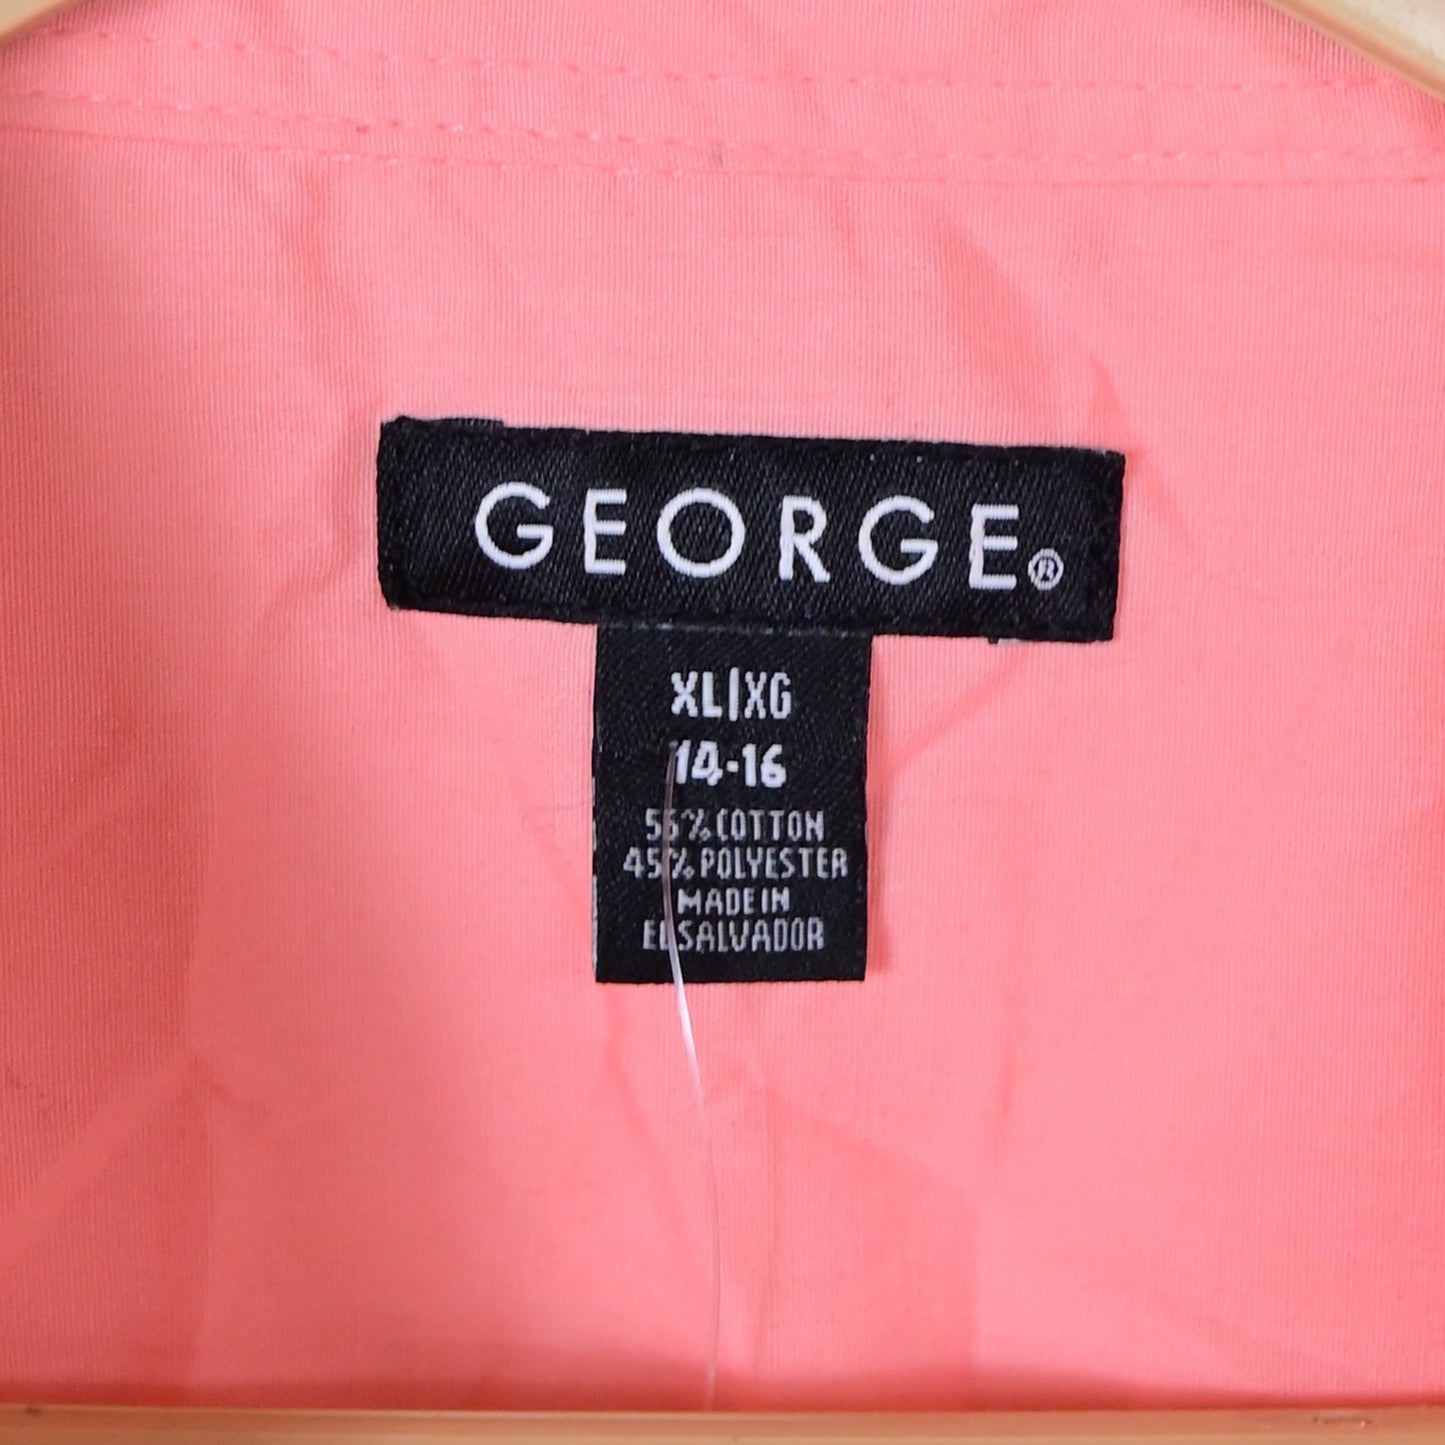 GEORGE®
XL|XG
14-16
55% COTTON
45% POLYESTER
MADE IN
EL SALVADOR